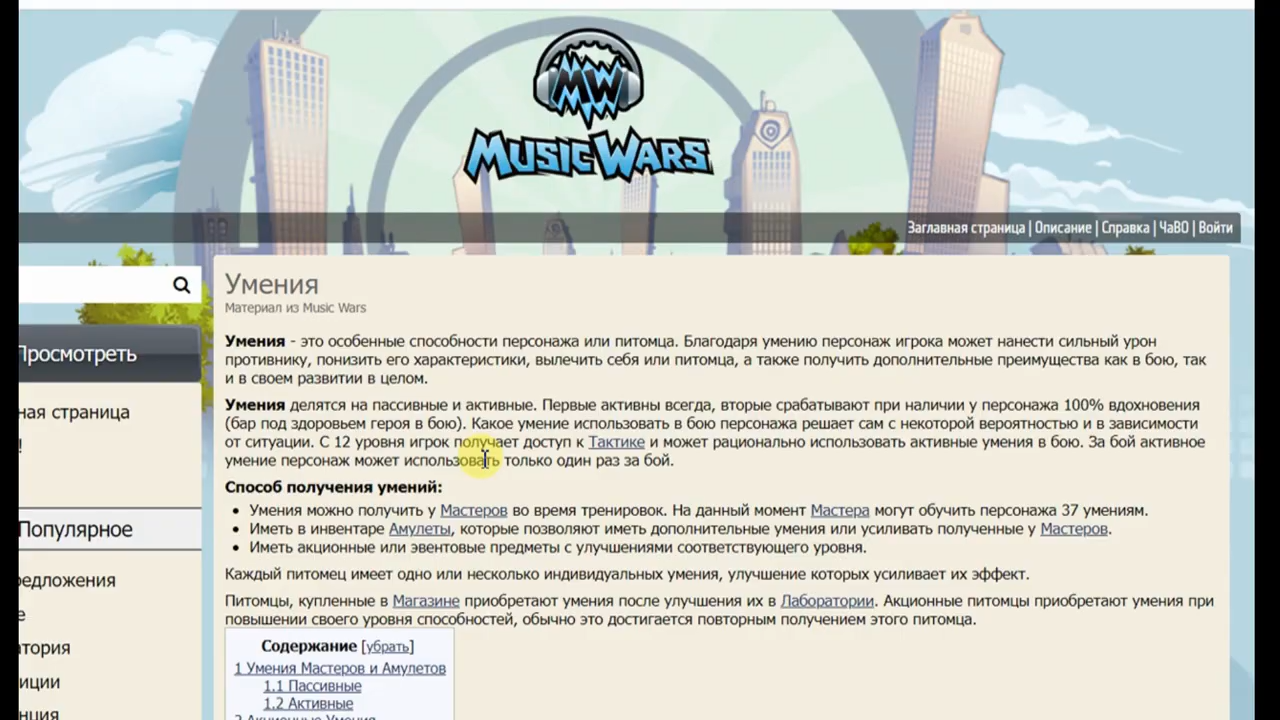 MW
MW
MUSIC WARS
Заглавная страница | Описание | Справка | ЧаВО | Войти
Просмотреть
ная страница
!
Популярное
едложения
е
атория
иции
нция
Умения
Материал из Music Wars
Умения - это особенные способности персонажа или питомца. Благодаря умению персонаж игрока может нанести сильный урон
противнику, понизить его характеристики, вылечить себя или питомца, а также получить дополнительные преимущества как в бою, так
и в своем развитии в целом.
Умения делятся на пассивные и активные. Первые активны всегда, вторые срабатывают при наличии у персонажа 100% вдохновения
(бар под здоровьем героя в бою). Какое умение использовать в бою персонажа решает сам с некоторой вероятностью и в зависимости
от ситуации. С 12 уровня игрок получает доступ к Тактике и может рационально использовать активные умения в бою. За бой активное
умение персонаж может использовать только один раз за бой.
Способ получения умений:
• Умения можно получить у Мастеров во время тренировок. На данный момент Мастера могут обучить персонажа 37 умениям.
• Иметь в инвентаре Амулеты, которые позволяют иметь дополнительные умения или усиливать полученные у Мастеров.
• Иметь акционные или эвентовые предметы с улучшениями соответствующего уровня.
Каждый питомец имеет одно или несколько индивидуальных умения, улучшение которых усиливает их эффект.
Питомцы, купленные в Магазине приобретают умения после улучшения их в Лаборатории. Акционные питомцы приобретают умения при
повышении своего уровня способностей, обычно это достигается повторным получением этого питомца.
Содержание [убрать]
1 Умения Мастеров и Амулетов
1.1 Пассивные
1.2 Активные
2 Акционные Умения